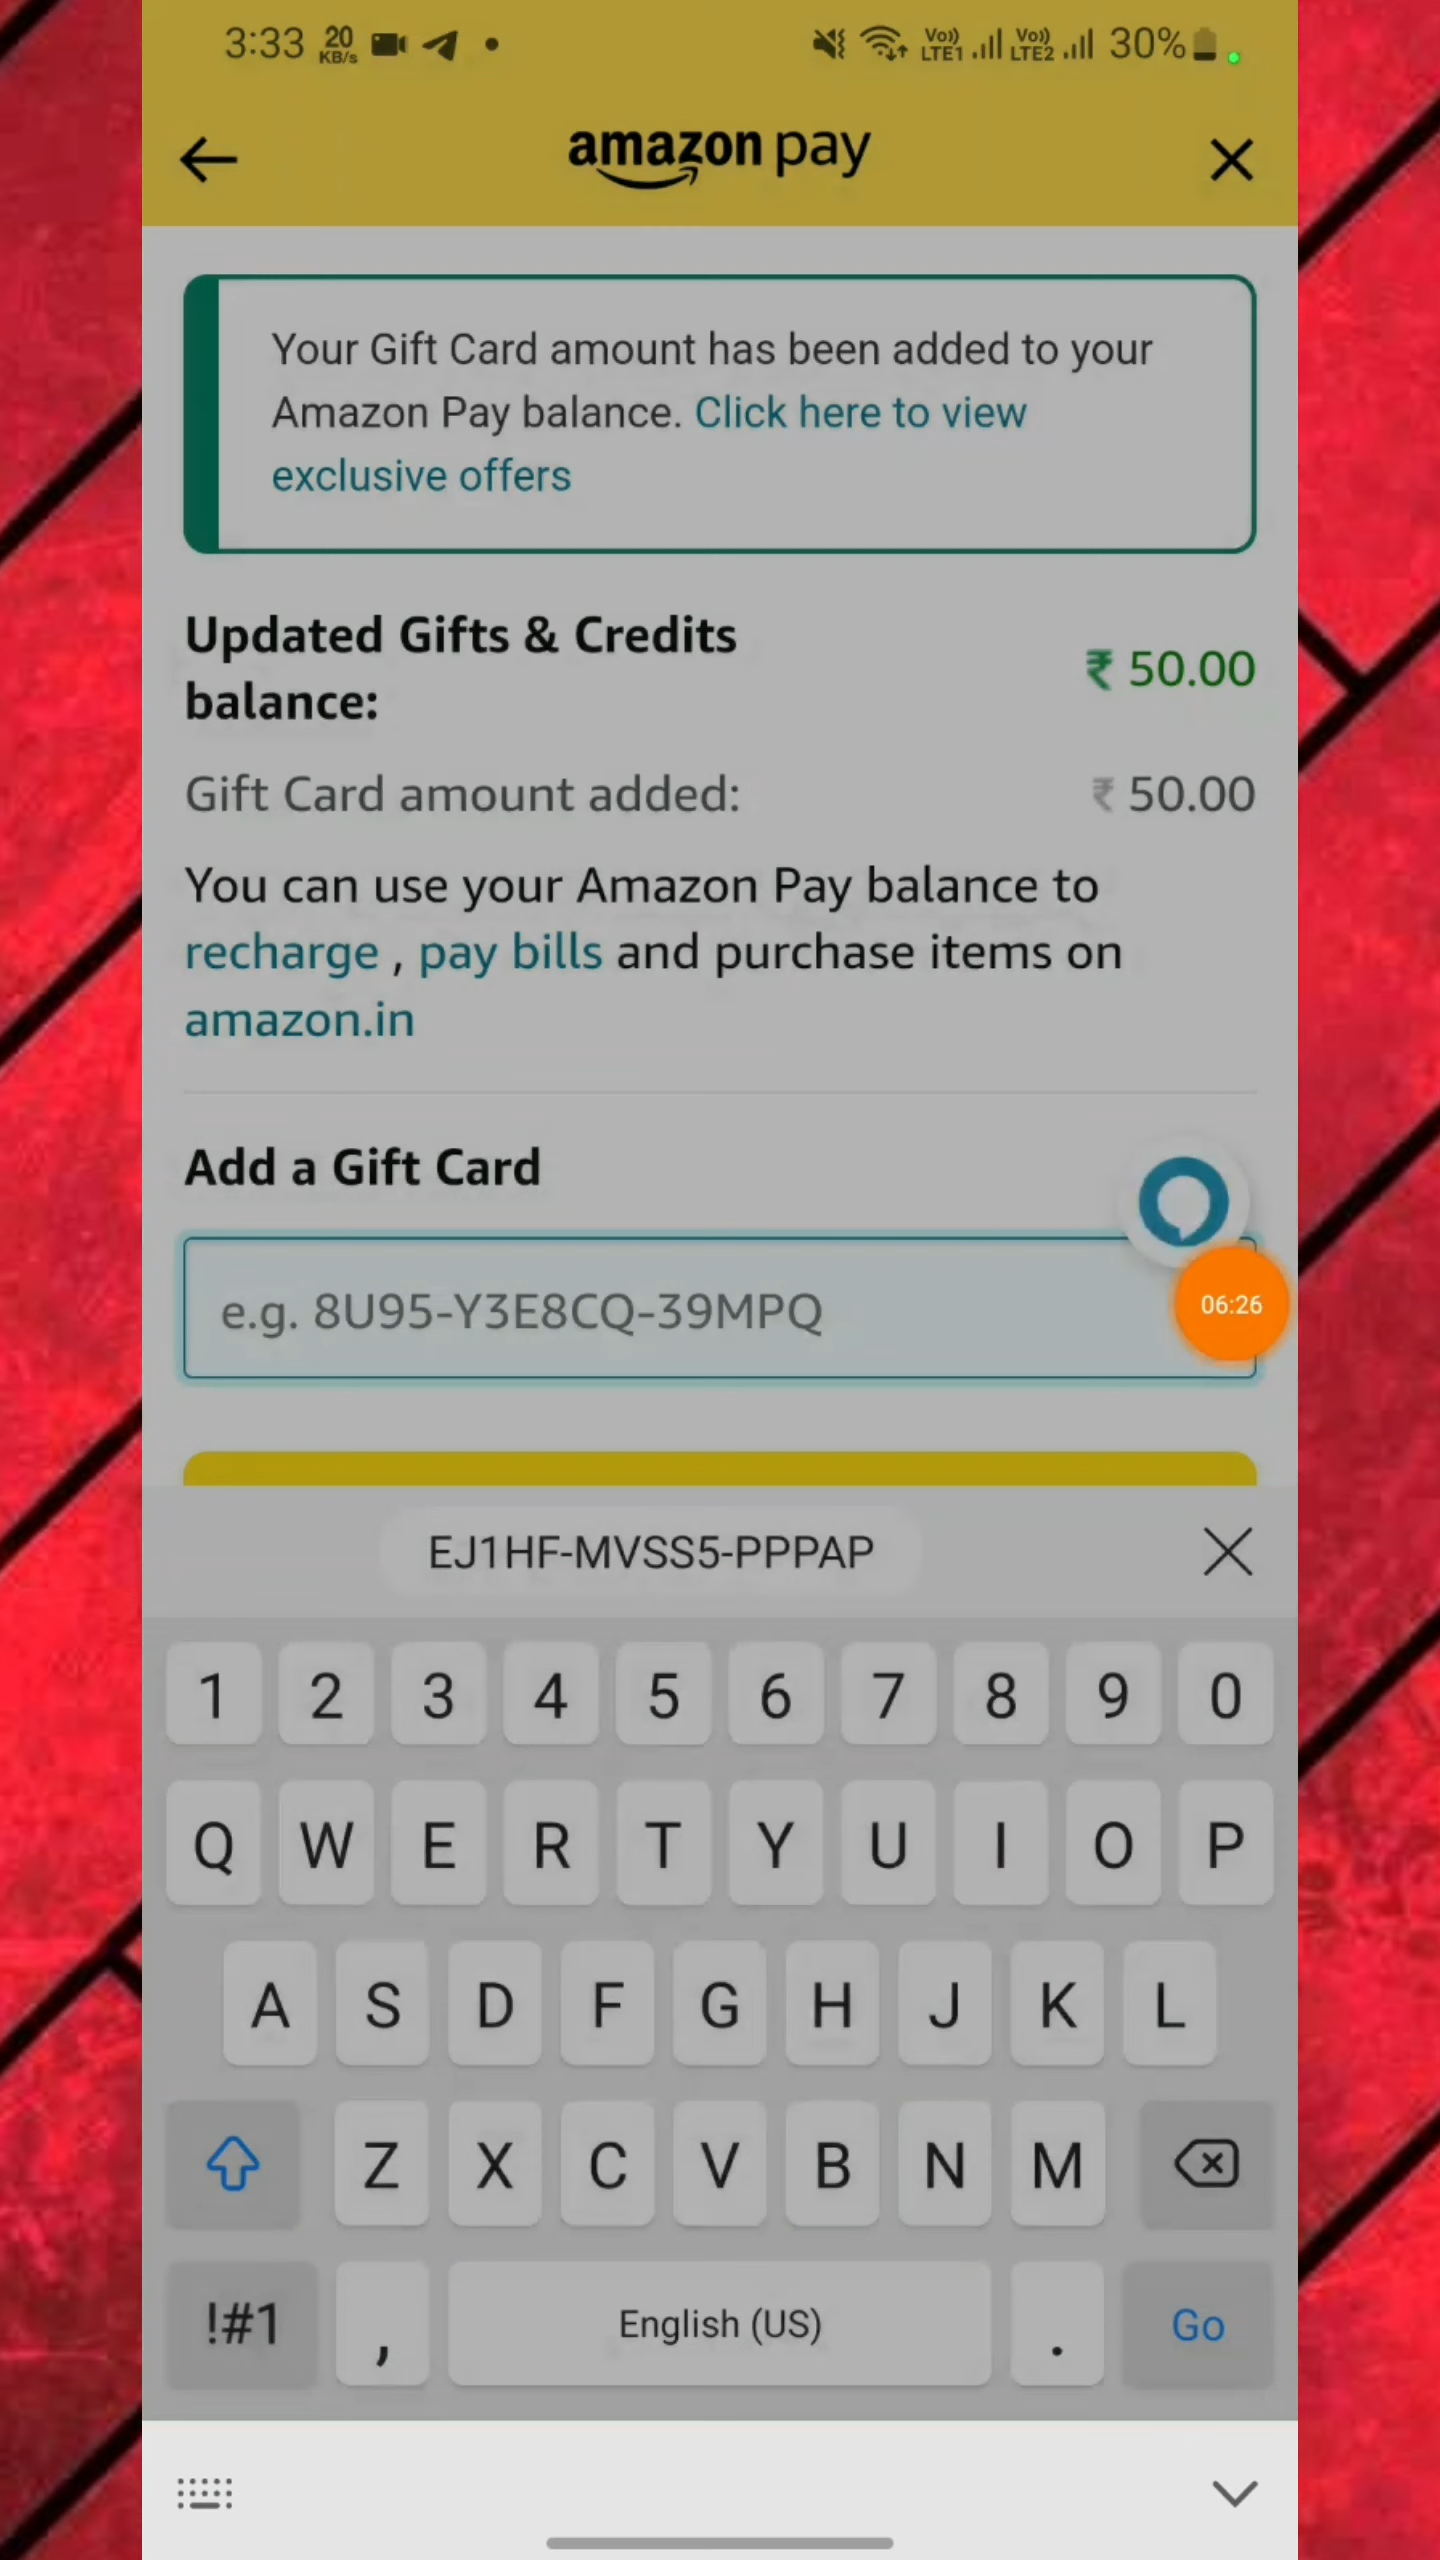 3:33 20 KB/s Vo)) LTE1 Vo)) LTE2 30%
amazon pay
Your Gift Card amount has been added to your
Amazon Pay balance. Click here to view
exclusive offers
Updated Gifts & Credits
balance:
₹ 50.00
Gift Card amount added: ₹ 50.00
You can use your Amazon Pay balance to
recharge , pay bills and purchase items on
amazon.in
Add a Gift Card
e.g. 8U95-Y3E8CQ-39MPQ
06:26
EJ1HF-MVSS5-PPPAP
1 2 3 4 5 6 7 8 9 0
Q W E R T Y U I O P
A S D F G H J K L
Z X C V B N M
!#1 , English (US) . Go